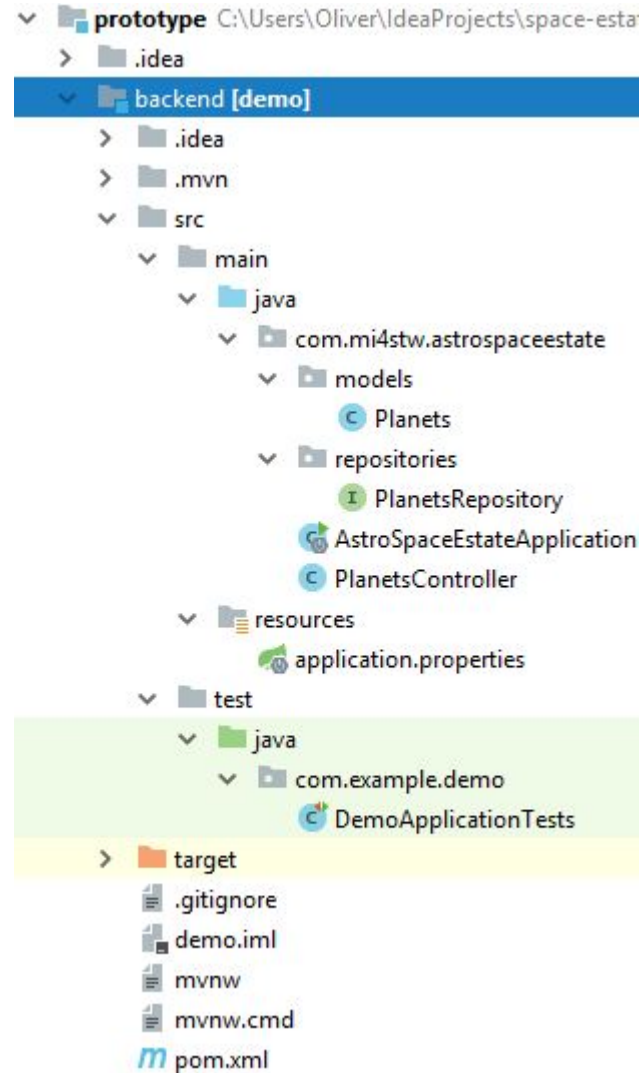 prototype C:\Users\Oliver\IdeaProjects\space-esta
.idea
backend [demo]
.idea
.mvn
src
main
java
com.mi4stw.astrospaceestate
models
C Planets
repositories
I PlanetsRepository
C AstroSpaceEstateApplication
C PlanetsController
resources
application.properties
test
java
com.example.demo
C DemoApplicationTests
target
.gitignore
demo.iml
mvnw
mvnw.cmd
m pom.xml